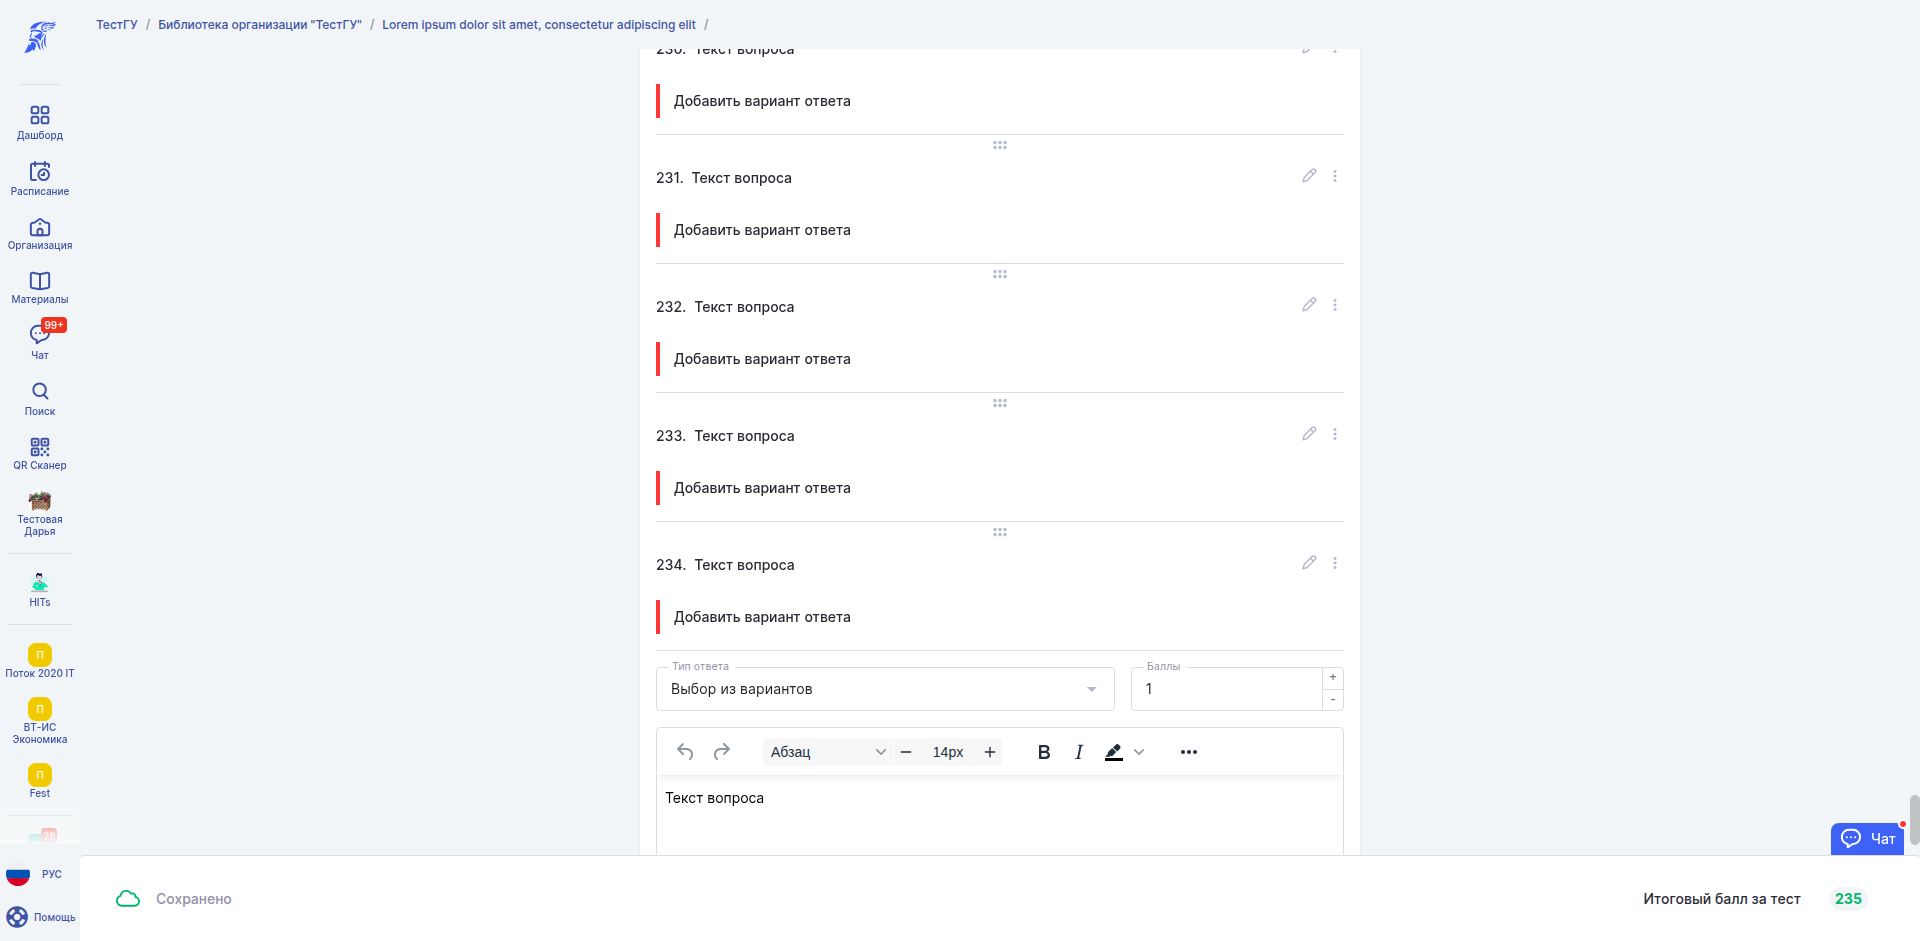 ТестГУ / Библиотека организации "ТестГУ" / Lorem ipsum dolor sit amet, consectetur adipiscing elit /
Дашборд
Расписание
Организация
Материалы
99+
Чат
Поиск
QR Сканер
Тестовая
Дарья
HITs
П
Поток 2020 IT
П
ВТ-ИС
Экономика
П
Fest
28
РУС
Помощь
230. Текст вопроса
Добавить вариант ответа
231. Текст вопроса
Добавить вариант ответа
232. Текст вопроса
Добавить вариант ответа
233. Текст вопроса
Добавить вариант ответа
234. Текст вопроса
Добавить вариант ответа
Тип ответа
Выбор из вариантов
Баллы
1
+
-
Абзац
14px
B I
Текст вопроса
Чат
Сохранено
Итоговый балл за тест 235